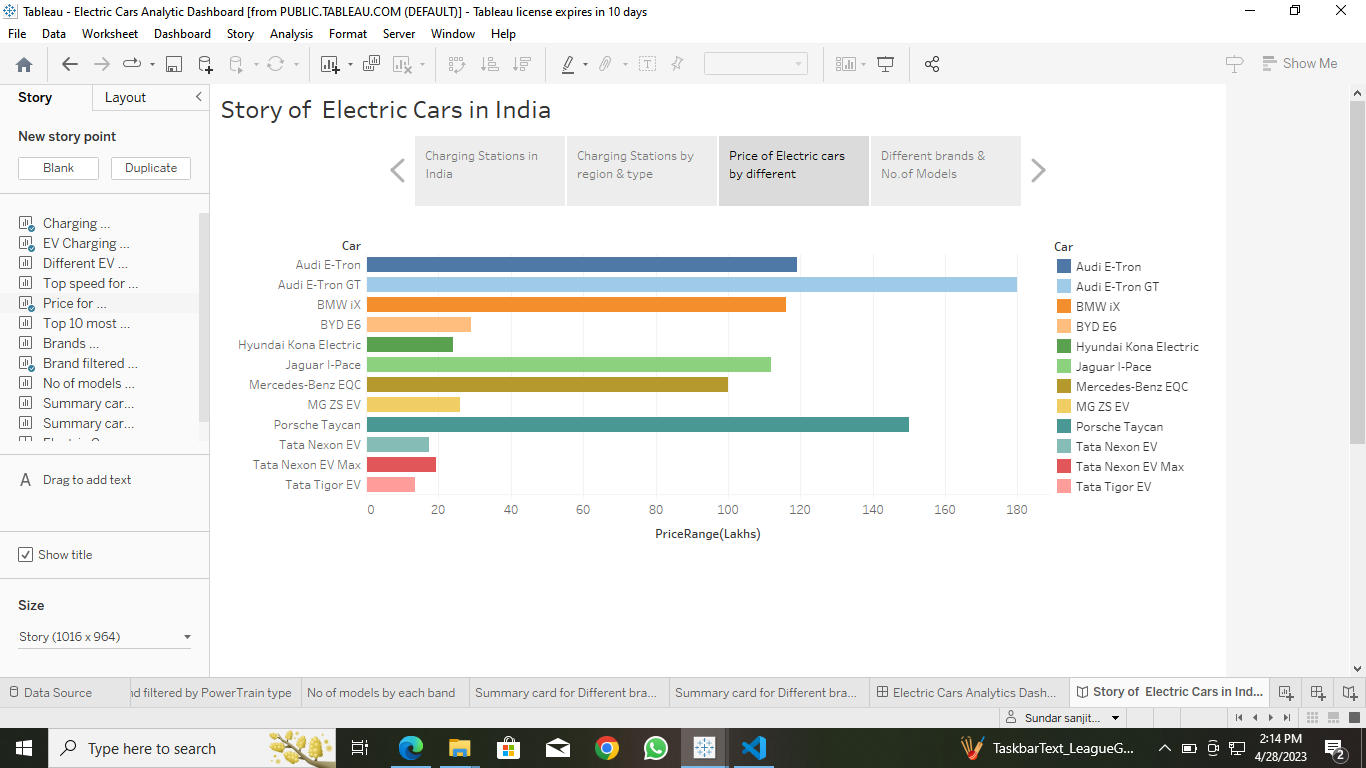 Tableau - Electric Cars Analytic Dashboard [from PUBLIC.TABLEAU.COM (DEFAULT)] - Tableau license expires in 10 days
File Data Worksheet Dashboard Story Analysis Format Server Window Help
Show Me
Story Layout
New story point
Blank Duplicate
Charging ...
EV Charging ...
Different EV ...
Top speed for ...
Price for ...
Top 10 most ...
Brands ...
Brand filtered ...
No of models ...
Summary car...
Summary car...
A Drag to add text
Show title
Size
Story (1016 x 964)
Story of Electric Cars in India
Charging Stations in
India
Charging Stations by
region & type
Price of Electric cars
by different
Different brands &
No.of Models
Car
Audi E-Tron
Audi E-Tron GT
BMW iX
BYD E6
Hyundai Kona Electric
Jaguar I-Pace
Mercedes-Benz EQC
MG ZS EV
Porsche Taycan
Tata Nexon EV
Tata Nexon EV Max
Tata Tigor EV
0 20 40 60 80 100 120 140 160 180
PriceRange(Lakhs)
Car
Audi E-Tron
Audi E-Tron GT
BMW iX
BYD E6
Hyundai Kona Electric
Jaguar I-Pace
Mercedes-Benz EQC
MG ZS EV
Porsche Taycan
Tata Nexon EV
Tata Nexon EV Max
Tata Tigor EV
Data Source filtered by PowerTrain type No of models by each band Summary card for Different bra... Summary card for Different bra... Electric Cars Analytics Dash... Story of Electric Cars in Ind...
Sundar sanjit...
Type here to search
TaskbarText_LeagueG...
2:14 PM
4/28/2023
2